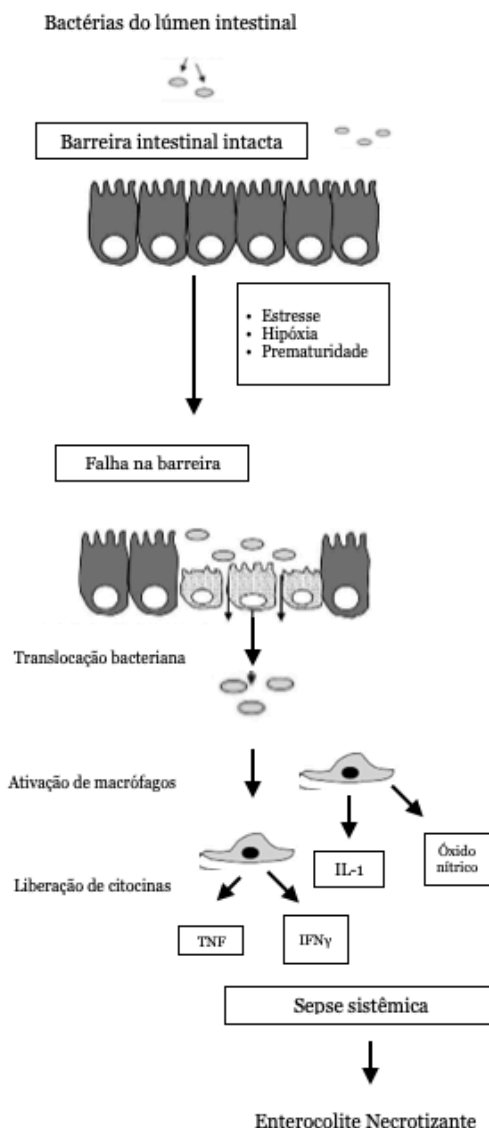 Bactérias do lúmen intestinal
Barreira intestinal intacta
• Estresse
• Hipóxia
• Prematuridade
Falha na barreira
Translocação bacteriana
Ativação de macrófagos
IL-1
Óxido
nítrico
Liberação de citocinas
TNF
IFNγ
Sepse sistêmica
Enterocolite Necrotizante